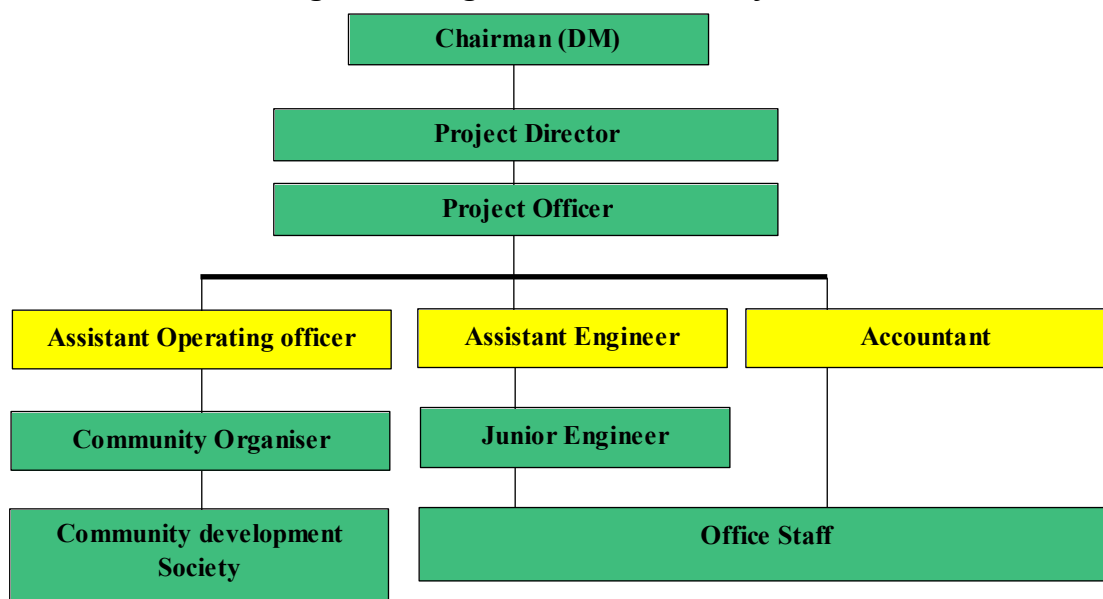 Chairman (DM)
Project Director
Project Officer
Assistant Operating officer
Assistant Engineer
Accountant
Community Organiser
Junior Engineer
Community development
Society
Office Staff